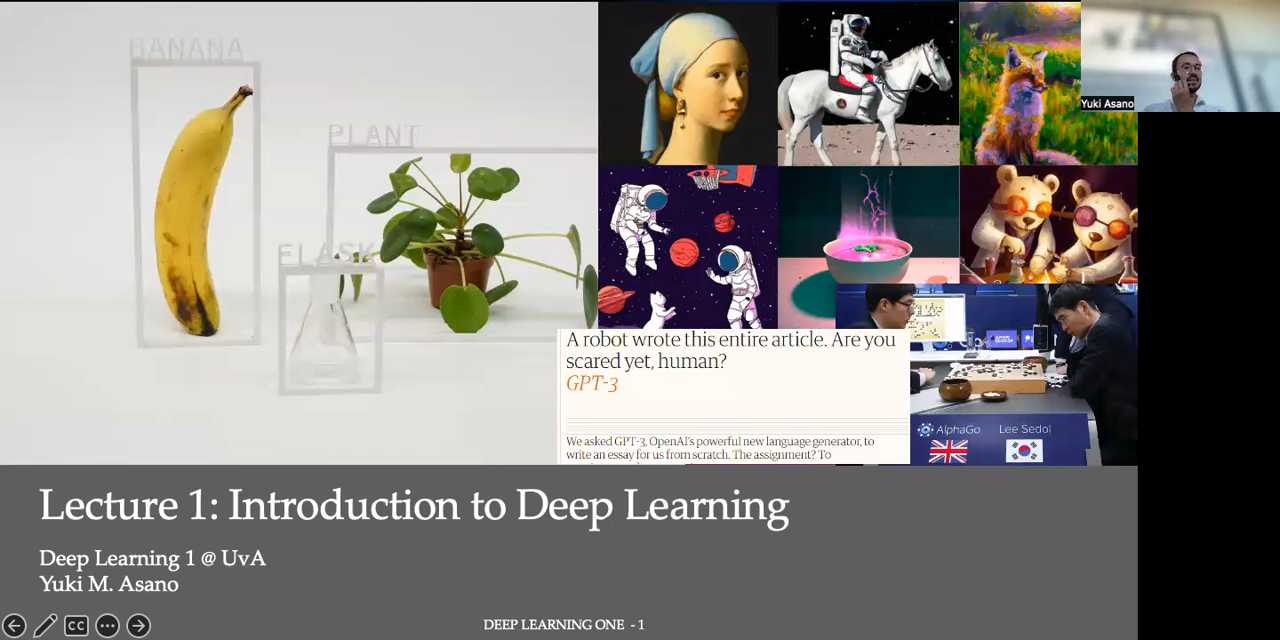 BANANA
PLANT
FLASK
Yuki Asano
A robot wrote this entire article. Are you
scared yet, human?
GPT-3
We asked GPT-3, OpenAI's powerful new language generator, to
write an essay for us from scratch. The assignment? To
AlphaGo
Lee Sedol
Lecture 1: Introduction to Deep Learning
Deep Learning 1 @ UvA
Yuki M. Asano
CC
DEEP LEARNING ONE - 1